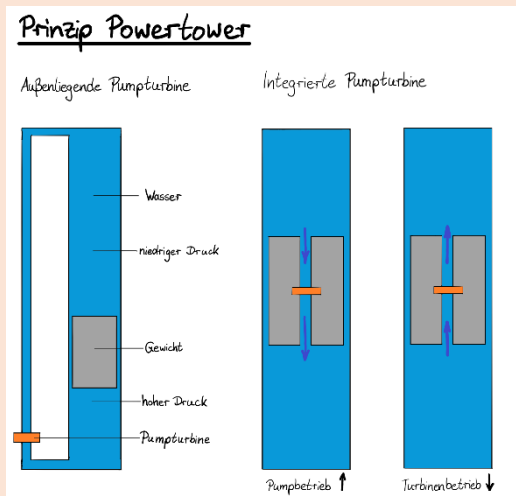 Prinzip Powertower
Außenliegende Pumpturbine
Integrierte Pumpturbine
Wasser
niedriger Druck
Gewicht
hoher Druck
Pumpturbine
Pumpbetrieb ↑
Turbinenbetrieb ↓